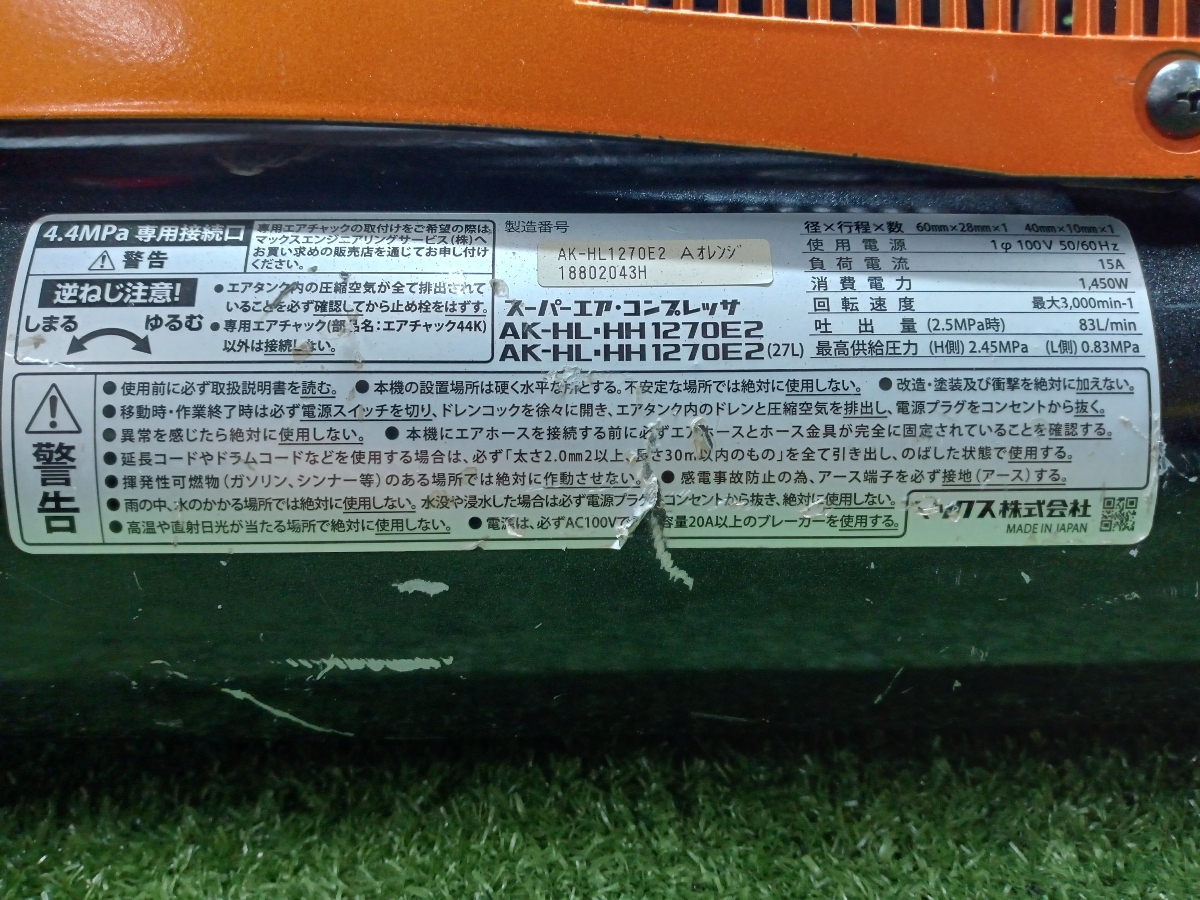 4.4MPa 専用接続口
警告
専用エアチャックの取付けをご希望の際は、
マックスエンジニアリングサービス(株)へ
お買い求めの販売店を通じてお申し付け
ください。
逆ねじ注意!
しまる ゆるむ
●エアタンク内の圧縮空気が全て排出されて
いることを必ず確認してから止め栓をはずす。
●専用エアチャック(部品名:エアチャック44K)
以外は接続しない。
製造番号
AK-HL1270E2 Aオレンジ
18802043H
スーパーエア・コンプレッサ
AK-HL・HH1270E2
AK-HL・HH1270E2(27L)
径×行程×数 60mm×28mm×1 40mm×10mm×1
使用電源 1φ100V 50/60Hz
負荷電流 15A
消費電力 1,450W
回転速度 最大3,000min-1
吐出量(2.5MPa時) 83L/min
最高供給圧力 (H側)2.45MPa (L側)0.83MPa
警告
●使用前に必ず取扱説明書を読む。 ●本機の設置場所は硬く水平な所とする。不安定な場所では絶対に使用しない。 ●改造・塗装及び衝撃を絶対に加えない。
●移動時・作業終了時は必ず電源スイッチを切り、ドレンコックを徐々に開き、エアタンク内のドレンと圧縮空気を排出し、電源プラグをコンセントから抜く。
●異常を感じたら絶対に使用しない。 ●本機にエアホースを接続する前に必ずエアホースとホース金具が完全に固定されていることを確認する。
●延長コードやドラムコードなどを使用する場合は、必ず「太さ2.0mm2以上、長さ30m以内のもの」を全て引き出し、のばした状態で使用する。
●揮発性可燃物(ガソリン、シンナー等)のある場所では絶対に作動させない。 ●感電事故防止の為、アース端子を必ず接地(アース)する。
●雨の中、水のかかる場所では絶対に使用しない。水没や浸水した場合は必ず電源プラグ コンセントから抜き、絶対に使用しない。
●高温や直射日光が当たる場所で絶対に使用しない。 ●電源は、必ずAC100Vで 容量20A以上のブレーカーを使用する。
マックス株式会社
MADE IN JAPAN